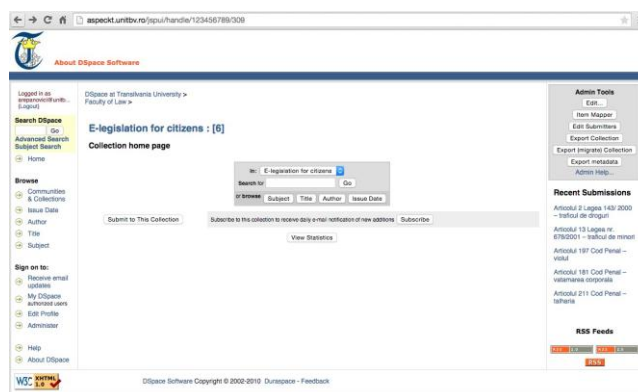 aspeckt.unitbv.ro/jspui/handle/123456789/309
About DSpace Software
Logged in as
(Logout)
Search DSpace
Go
Advanced Search
Subject Search
Home
Browse
Communities
& Collections
Issue Date
Author
Title
Subject
Sign on to:
Receive email
updates
My DSpace
authorized users
Edit Profile
Administer
Help
About DSpace
DSpace at Transilvania University >
Faculty of Law >
E-legislation for citizens : [6]
Collection home page
In: E-legislation for citizens
Search for Go
or browse Subject Title Author Issue Date
Submit to This Collection
Subscribe to this collection to receive daily e-mail notification of new additions Subscribe
View Statistics
Admin Tools
Edit...
Item Mapper
Edit Submitters
Export Collection
Export (migrate) Collection
Export metadata
Admin Help...
Recent Submissions
Articolul 2 Legea 143/ 2000
– traficul de droguri
Articolul 13 Legea nr.
678/2001 – traficul de minori
Articolul 197 Cod Penal –
violul
Articolul 181 Cod Penal –
vatamarea corporala
Articolul 211 Cod Penal –
talharia
RSS Feeds
RSS
W3C XHTML 1.0
DSpace Software Copyright © 2002-2010 Duraspace - Feedback